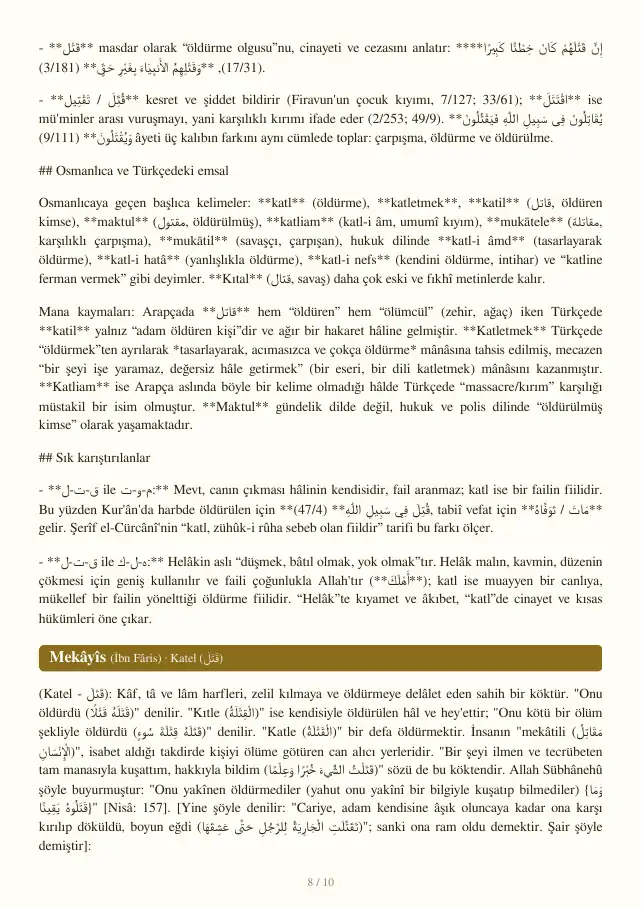 - **قَتْل** masdar olarak “öldürme olgusu”nu, cinayeti ve cezasını anlatır: ****إِنَّ قَتْلَهُمْ كَانَ خِطْئًا كَبِيرًا
(3/181) **وَقَتْلِهِمُ الْأَنبِيَاءَ بِغَيْرِ حَقٍّ** ,(17/31).
- **قُتِّلَ / تَقْتِيل** kesret ve şiddet bildirir (Firavun'un çocuk kıyımı, 7/127; 33/61); **اقْتَتَلَ** ise
mü'minler arası vuruşmayı, yani karşılıklı kırımı ifade eder (2/253; 49/9). **يُقَاتِلُونَ فِي سَبِيلِ اللَّهِ فَيَقْتُلُونَ
(9/111) **وَيُقْتَلُونَ âyeti üç kalıbın farkını aynı cümlede toplar: çarpışma, öldürme ve öldürülme.
## Osmanlıca ve Türkçedeki emsal
Osmanlıcaya geçen başlıca kelimeler: **katl** (öldürme), **katletmek**, **katil** (قاتل, öldüren
kimse), **maktul** (مقتول, öldürülmüş), **katliam** (katl-i âm, umumî kıyım), **mukātele** (مقاتلة,
karşılıklı çarpışma), **mukātil** (savaşçı, çarpışan), hukuk dilinde **katl-i âmd** (tasarlayarak
öldürme), **katl-i hatâ** (yanlışlıkla öldürme), **katl-i nefs** (kendini öldürme, intihar) ve “katline
ferman vermek” gibi deyimler. **Kıtal** (قتال, savaş) daha çok eski ve fıkhî metinlerde kalır.
Mana kaymaları: Arapçada **قاتل** hem “öldüren” hem “ölümcül” (zehir, ağaç) iken Türkçede
**katil** yalnız “adam öldüren kişi”dir ve ağır bir hakaret hâline gelmiştir. **Katletmek** Türkçede
“öldürmek”ten ayrılarak *tasarlayarak, acımasızca ve çokça öldürme* mânâsına tahsis edilmiş, mecazen
“bir şeyi işe yaramaz, değersiz hâle getirmek” (bir eseri, bir dili katletmek) mânâsını kazanmıştır.
**Katliam** ise Arapça aslında böyle bir kelime olmadığı hâlde Türkçede “massacre/kırım” karşılığı
müstakil bir isim olmuştur. **Maktul** gündelik dilde değil, hukuk ve polis dilinde “öldürülmüş
kimse” olarak yaşamaktadır.
## Sık karıştırılanlar
- **ق-ت-ل ile م-و-ت:** Mevt, canın çıkması hâlinin kendisidir, fail aranmaz; katl ise bir failin fiilidir.
Bu yüzden Kur'ân'da harbde öldürülen için **(47/4) **قُتِلَ فِي سَبِيلِ اللَّهِ, tabiî vefat için **مَاتَ / تَوَفَّاهُ**
gelir. Şerîf el-Cürcânî'nin “katl, zühûk-i rûha sebeb olan fiildir” tarifi bu farkı ölçer.
- **ق-ت-ل ile ه-ل-ك:** Helâkin aslı “düşmek, bâtıl olmak, yok olmak”tır. Helâk malın, kavmin, düzenin
çökmesi için geniş kullanılır ve faili çoğunlukla Allah'tır (**أَهْلَكَ**); katl ise muayyen bir canlıya,
mükellef bir failin yönelttiği öldürme fiilidir. “Helâk”te kıyamet ve âkıbet, “katl”de cinayet ve kısas
hükümleri öne çıkar.
Mekâyîs (İbn Fâris) · Katel (قَتَلَ)
(Katel - قَتَلَ): Kâf, tâ ve lâm harfleri, zelil kılmaya ve öldürmeye delâlet eden sahih bir köktür. "Onu
öldürdü (قَتَلَهُ قَتْلًا)" denilir. "Kıtle (الْقِتْلَةُ)" ise kendisiyle öldürülen hâl ve hey'ettir; "Onu kötü bir ölüm
şekliyle öldürdü (قَتَلَهُ قِتْلَةَ سُوءٍ)" denilir. "Katle (الْقَتْلَةُ)" bir defa öldürmektir. İnsanın "mekâtili (مَقَاتِلُ
الْإِنْسَانِ)", isabet aldığı takdirde kişiyi ölüme götüren can alıcı yerleridir. "Bir şeyi ilmen ve tecrübeten
tam manasıyla kuşattım, hakkıyla bildim (قَتَلْتُ الشَّيْءَ خُبْرًا وَعِلْمًا)" sözü de bu köktendir. Allah Sübhânehû
şöyle buyurmuştur: "Onu yakînen öldürmediler (yahut onu yakînî bir bilgiyle kuşatıp bilmediler) {وَمَا
قَتَلُوهُ يَقِينًا}" [Nisâ: 157]. [Yine şöyle denilir: "Cariye, adam kendisine âşık oluncaya kadar ona karşı
kırılıp döküldü, boyun eğdi (تَقَتَّلَتِ الْجَارِيَةُ لِلرَّجُلِ حَتَّى عَشِقَهَا)"; sanki ona ram oldu demektir. Şair şöyle
demiştir]:
8 / 10